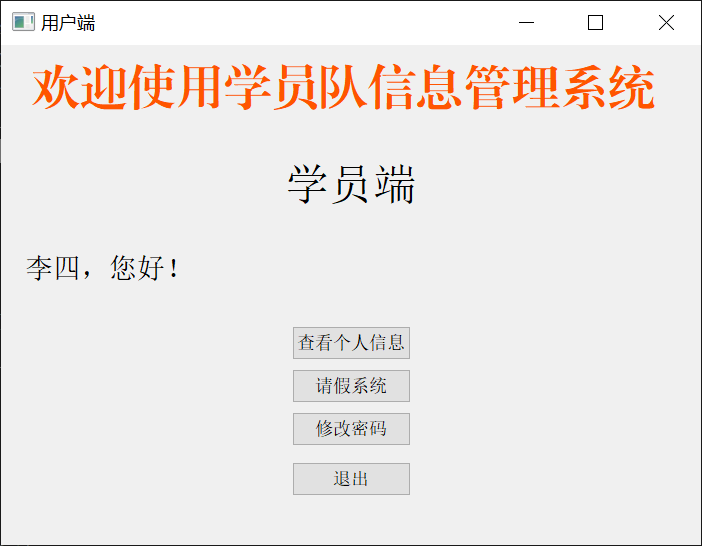 用户端
欢迎使用学员队信息管理系统
学员端
李四，您好！
查看个人信息
请假系统
修改密码
退出